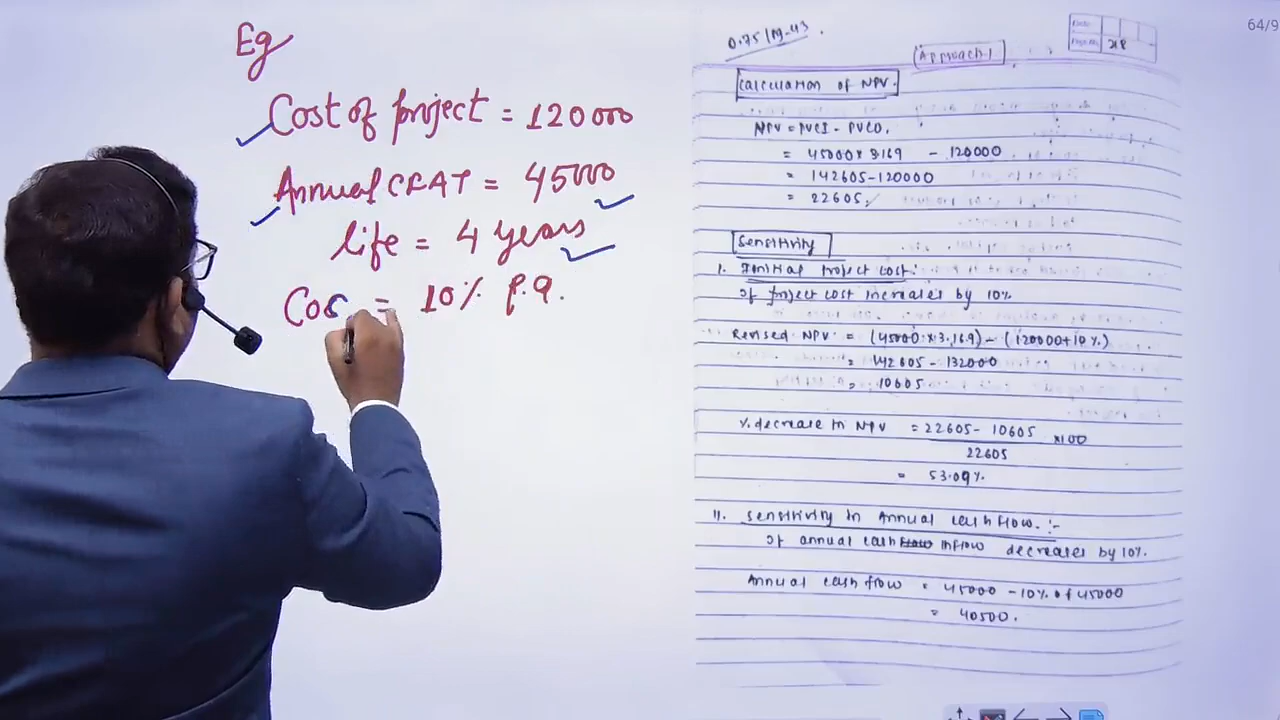 Eg
Cost of project = 120000
Annual CFAT = 45000
life = 4 years
Coc = 10% P.a.
64/9
Q.75/Pg-43
Approach-1
Calculation of NPV.
NPV = PVCI - PVCO.
= 45000 x 3.169 - 120000
= 142605-120000
= 22605
Sensitivity
1. Initial project cost:
If project cost increases by 10%
Revised NPV = (45000 x 3.169) - (120000+10%)
= 142605 - 132000
= 10605
% decrease in NPV = 22605 - 10605 x100
22605
= 53.09%.
11. Sensitivity in Annual cash flow. :-
If annual cash inflow decreases by 10%.
Annual cash flow = 45000 - 10% of 45000
= 40500.